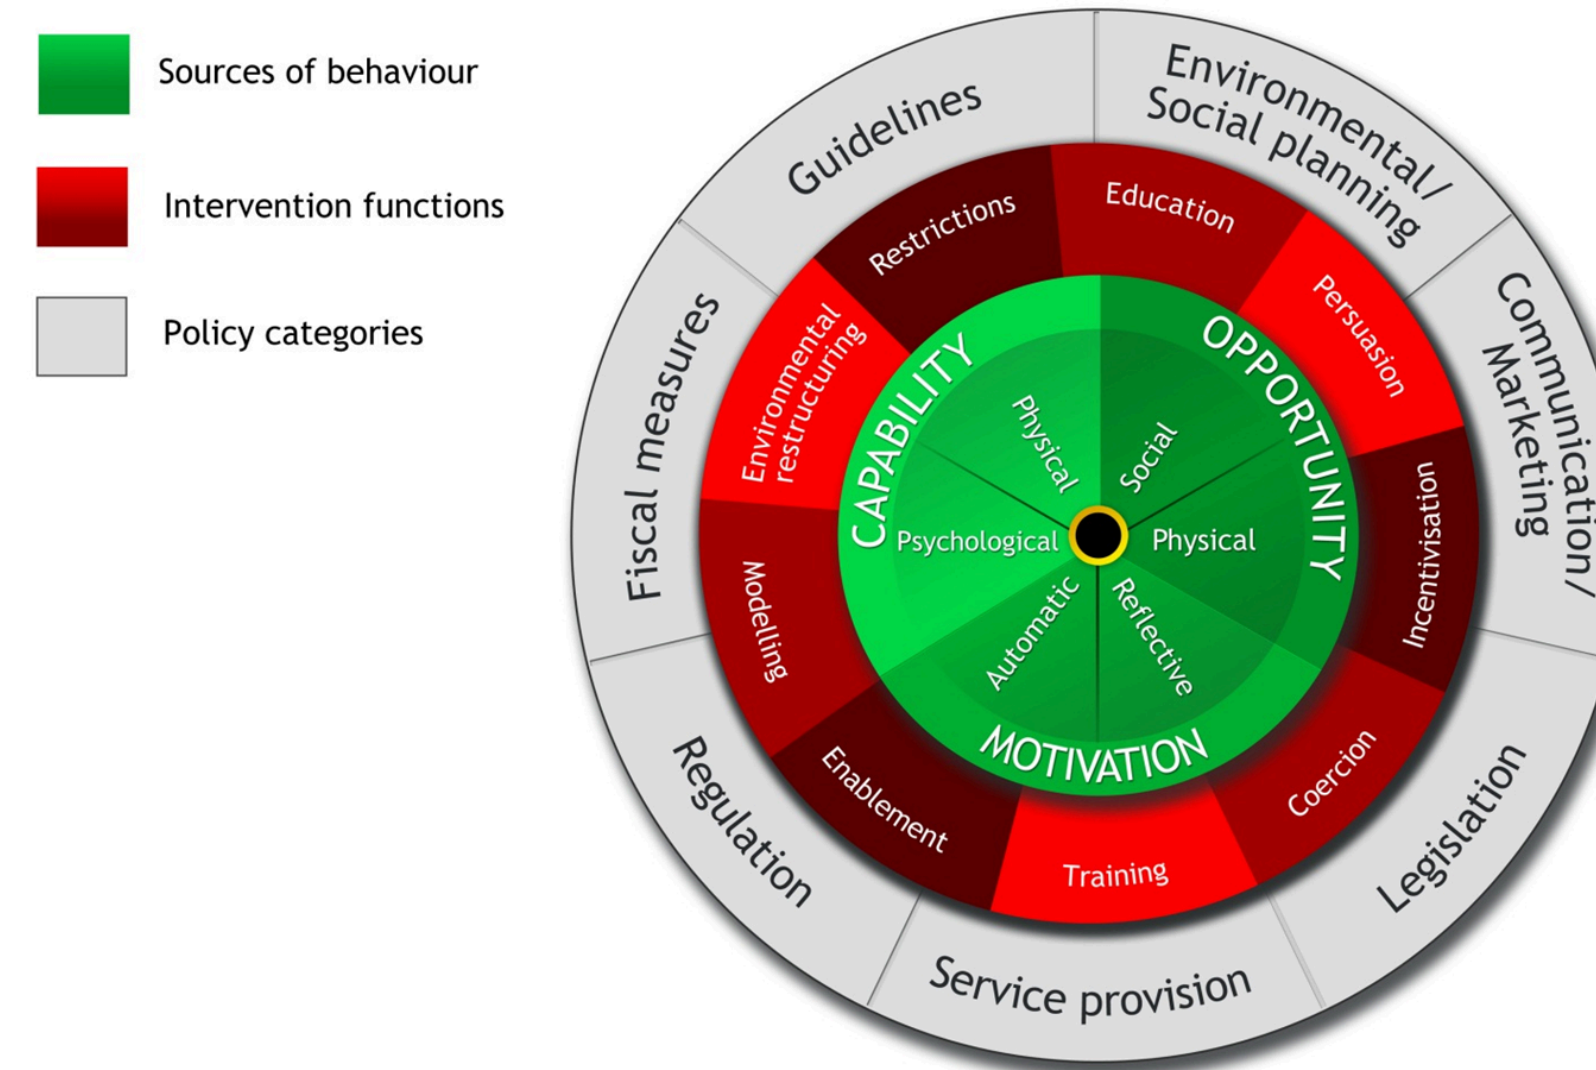 Sources of behaviour
Intervention functions
Policy categories
Guidelines
Environmental/
Social planning
Communication/
Marketing
Legislation
Service provision
Regulation
Fiscal measures
Restrictions
Education
Persuasion
Incentivisation
Coercion
Training
Enablement
Modelling
Environmental
restructuring
CAPABILITY
OPPORTUNITY
MOTIVATION
Physical
Social
Psychological
Physical
Automatic
Reflective